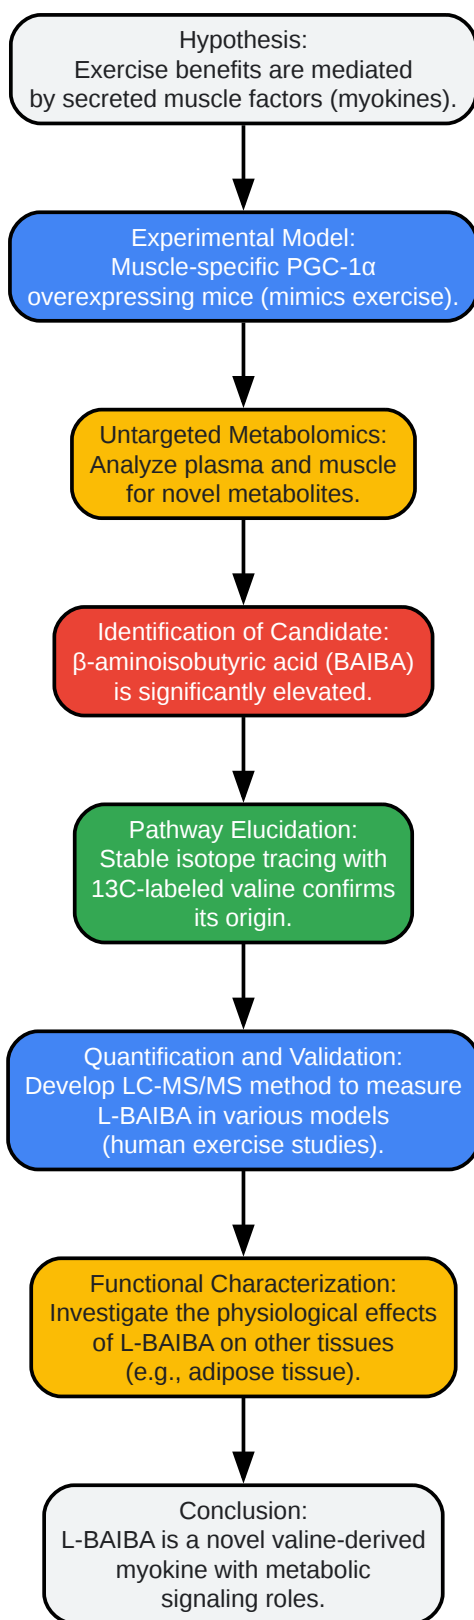 Hypothesis:
Exercise benefits are mediated
by secreted muscle factors (myokines).
Experimental Model:
Muscle-specific PGC-1α
overexpressing mice (mimics exercise).
Untargeted Metabolomics:
Analyze plasma and muscle
for novel metabolites.
Identification of Candidate:
β-aminoisobutyric acid (BAIBA)
is significantly elevated.
Pathway Elucidation:
Stable isotope tracing with
13C-labeled valine confirms
its origin.
Quantification and Validation:
Develop LC-MS/MS method to measure
L-BAIBA in various models
(human exercise studies).
Functional Characterization:
Investigate the physiological effects
of L-BAIBA on other tissues
(e.g., adipose tissue).
Conclusion:
L-BAIBA is a novel valine-derived
myokine with metabolic
signaling roles.